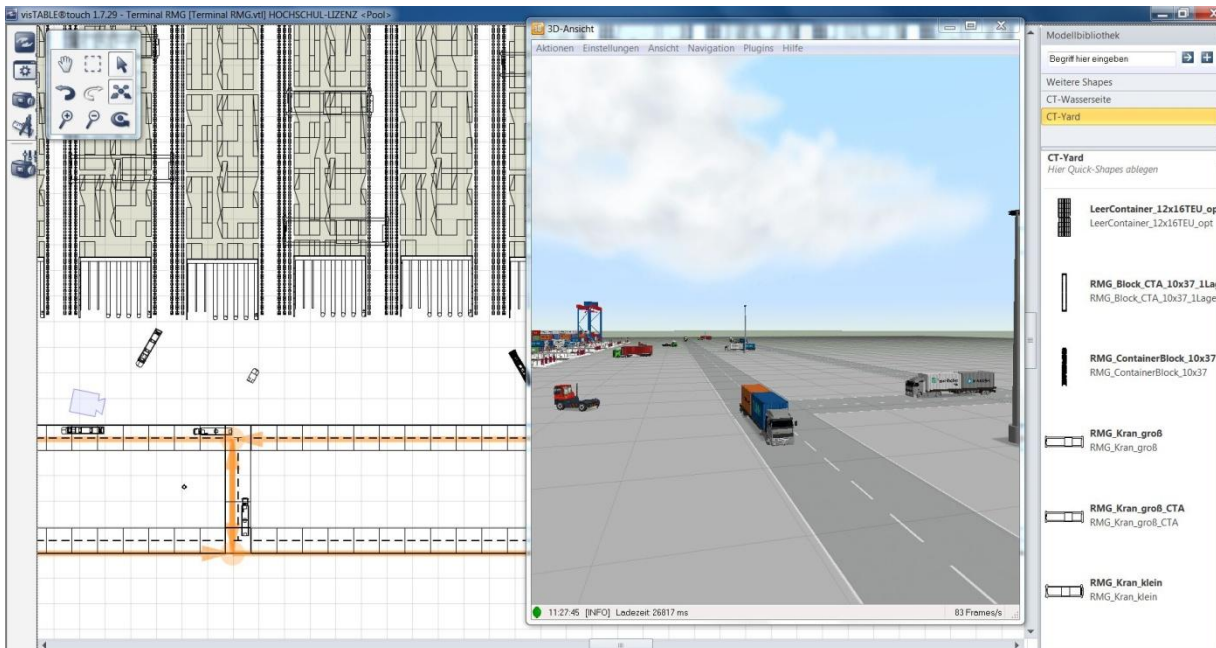 visTABLE®touch 1.7.29 - Terminal RMG [Terminal RMG.vtl] HOCHSCHUL-LIZENZ <Pool>
3D-Ansicht
Aktionen Einstellungen Ansicht Navigation Plugins Hilfe
11:27:45 [INFO] Ladezeit 26817 ms
83 Frames/s
Modellbibliothek
Begriff hier eingeben
Weitere Shapes
CT-Wasserseite
CT-Yard
CT-Yard
Hier Quick-Shapes ablegen
LeerContainer_12x16TEU_op
LeerContainer_12x16TEU_opt
RMG_Block_CTA_10x37_1La
RMG_Block_CTA_10x37_1Lage
RMG_ContainerBlock_10x37
RMG_ContainerBlock_10x37
RMG_Kran_groß
RMG_Kran_groß
RMG_Kran_groß_CTA
RMG_Kran_groß_CTA
RMG_Kran_klein
RMG_Kran_klein